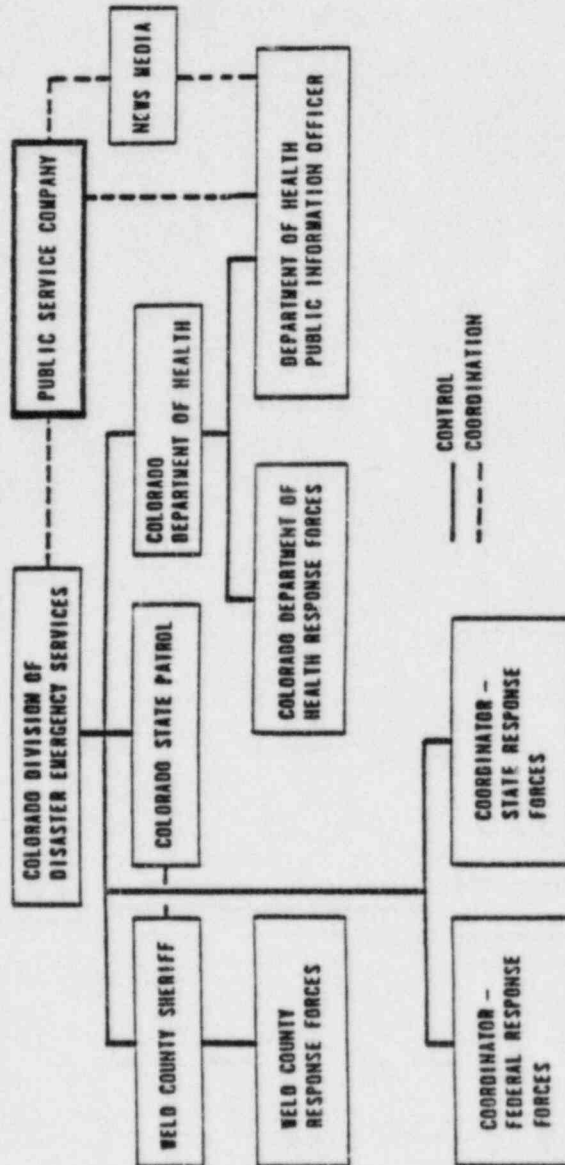 COLORADO DIVISION OF
DISASTER EMERGENCY SERVICES
PUBLIC SERVICE COMPANY
NEWS MEDIA
WELD COUNTY SHERIFF
COLORADO STATE PATROL
COLORADO
DEPARTMENT OF HEALTH
WELD COUNTY
RESPONSE FORCES
COLORADO DEPARTMENT OF
HEALTH RESPONSE FORCES
DEPARTMENT OF HEALTH
PUBLIC INFORMATION OFFICER
COORDINATOR –
FEDERAL RESPONSE
FORCES
COORDINATOR –
STATE RESPONSE
FORCES
CONTROL
COORDINATION